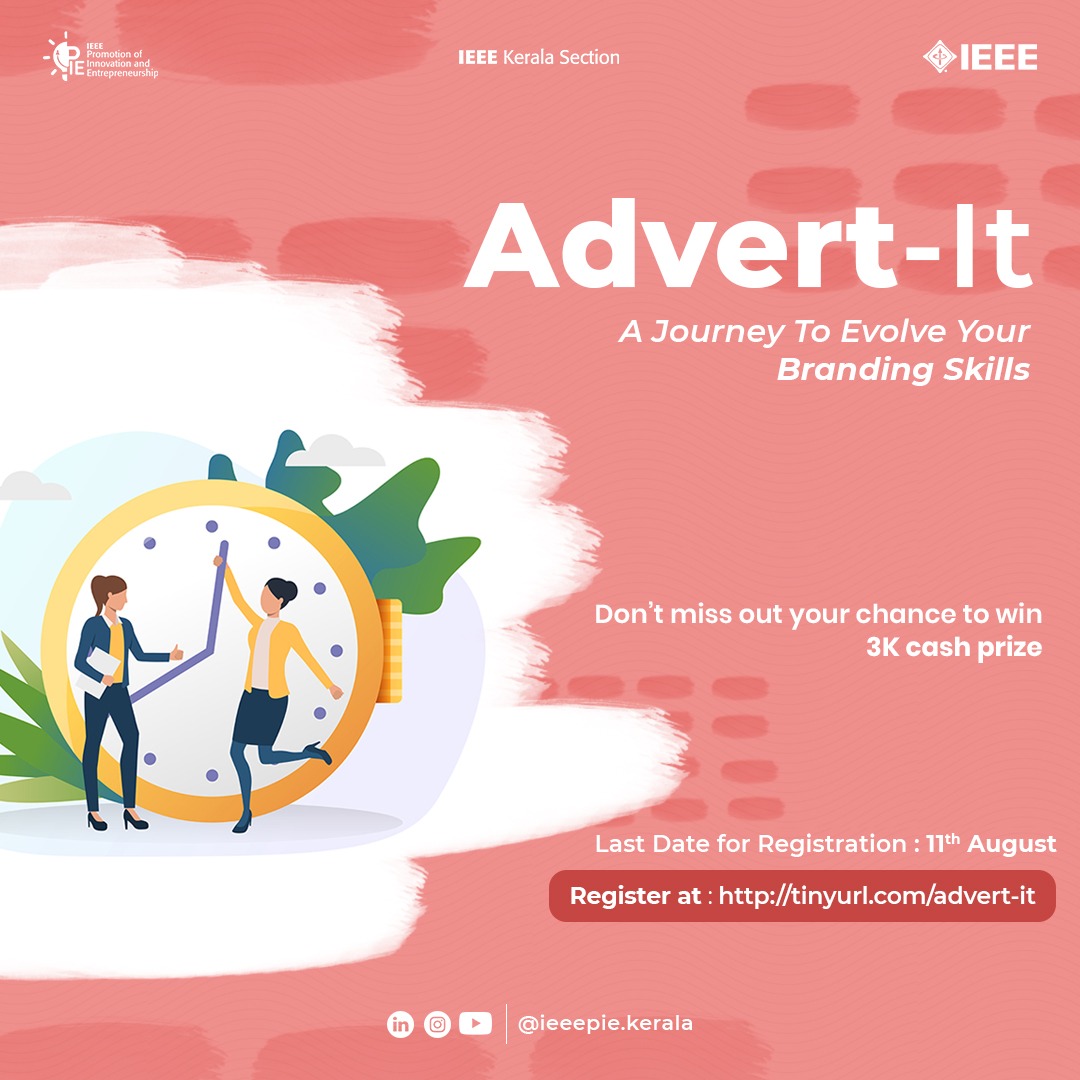 PIE
IEEE
Promotion of
Innovation and
Entrepreneurship
IEEE Kerala Section
IEEE
Advert-It
A Journey To Evolve Your
Branding Skills
Don't miss out your chance to win
3K cash prize
Last Date for Registration : 11th August
Register at : http://tinyurl.com/advert-it
in
@ieeepie.kerala